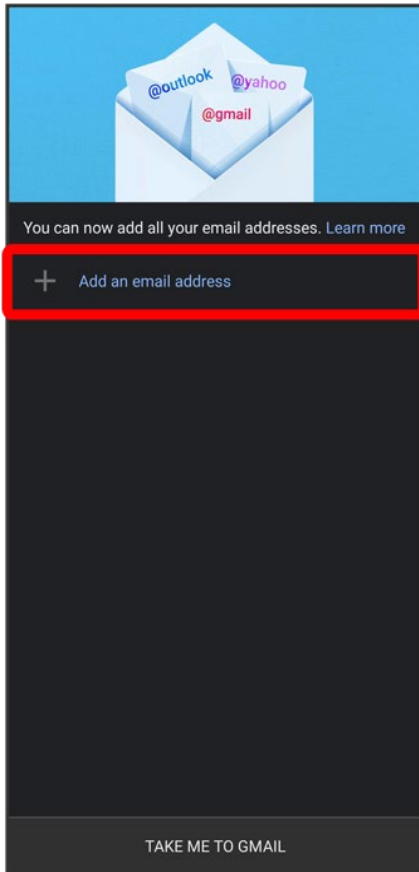 @outlook
@yahoo
@gmail
You can now add all your email addresses. Learn more
Add an email address
TAKE ME TO GMAIL